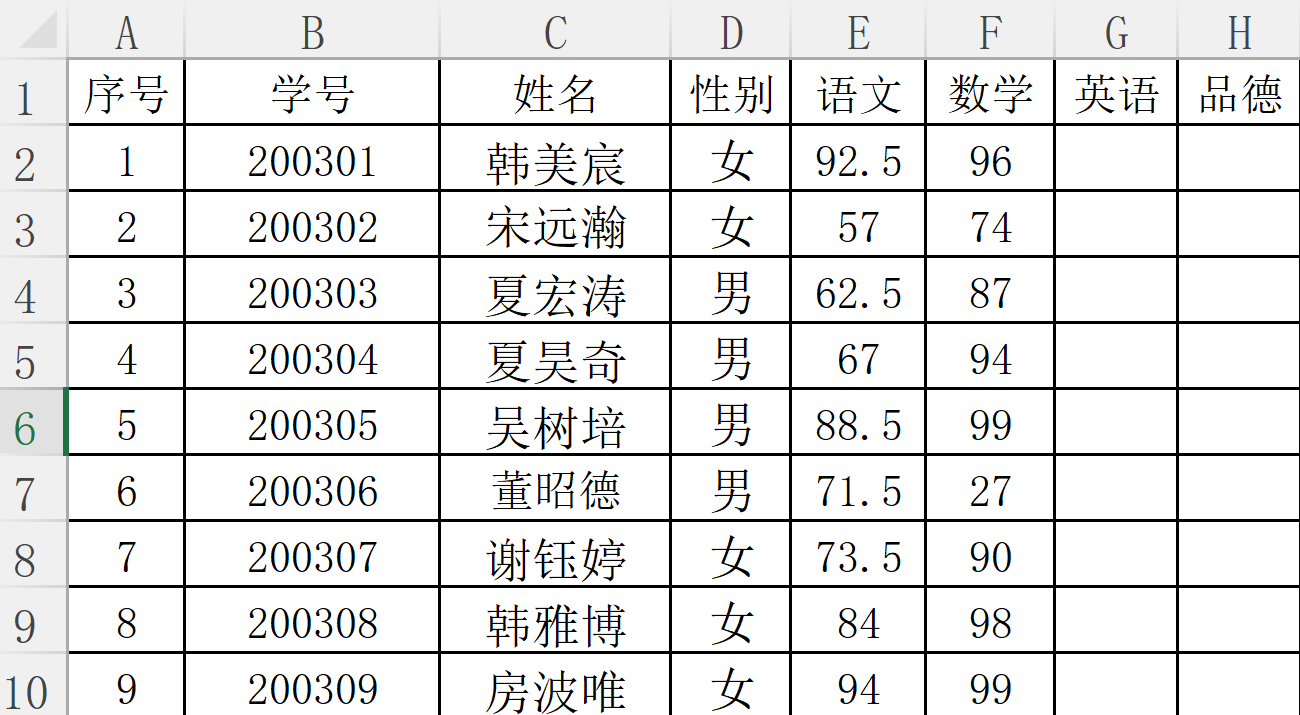 A B C D E F G H
1 序号 学号 姓名 性别 语文 数学 英语 品德
2 1 200301 韩美宸 女 92.5 96
3 2 200302 宋远瀚 女 57 74
4 3 200303 夏宏涛 男 62.5 87
5 4 200304 夏昊奇 男 67 94
6 5 200305 吴树培 男 88.5 99
7 6 200306 董昭德 男 71.5 27
8 7 200307 谢钰婷 女 73.5 90
9 8 200308 韩雅博 女 84 98
10 9 200309 房波唯 女 94 99